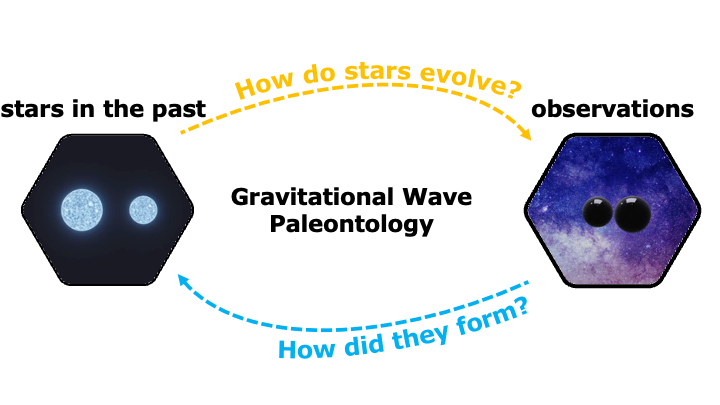 How do stars evolve?
stars in the past
observations
Gravitational Wave
Paleontology
How did they form?